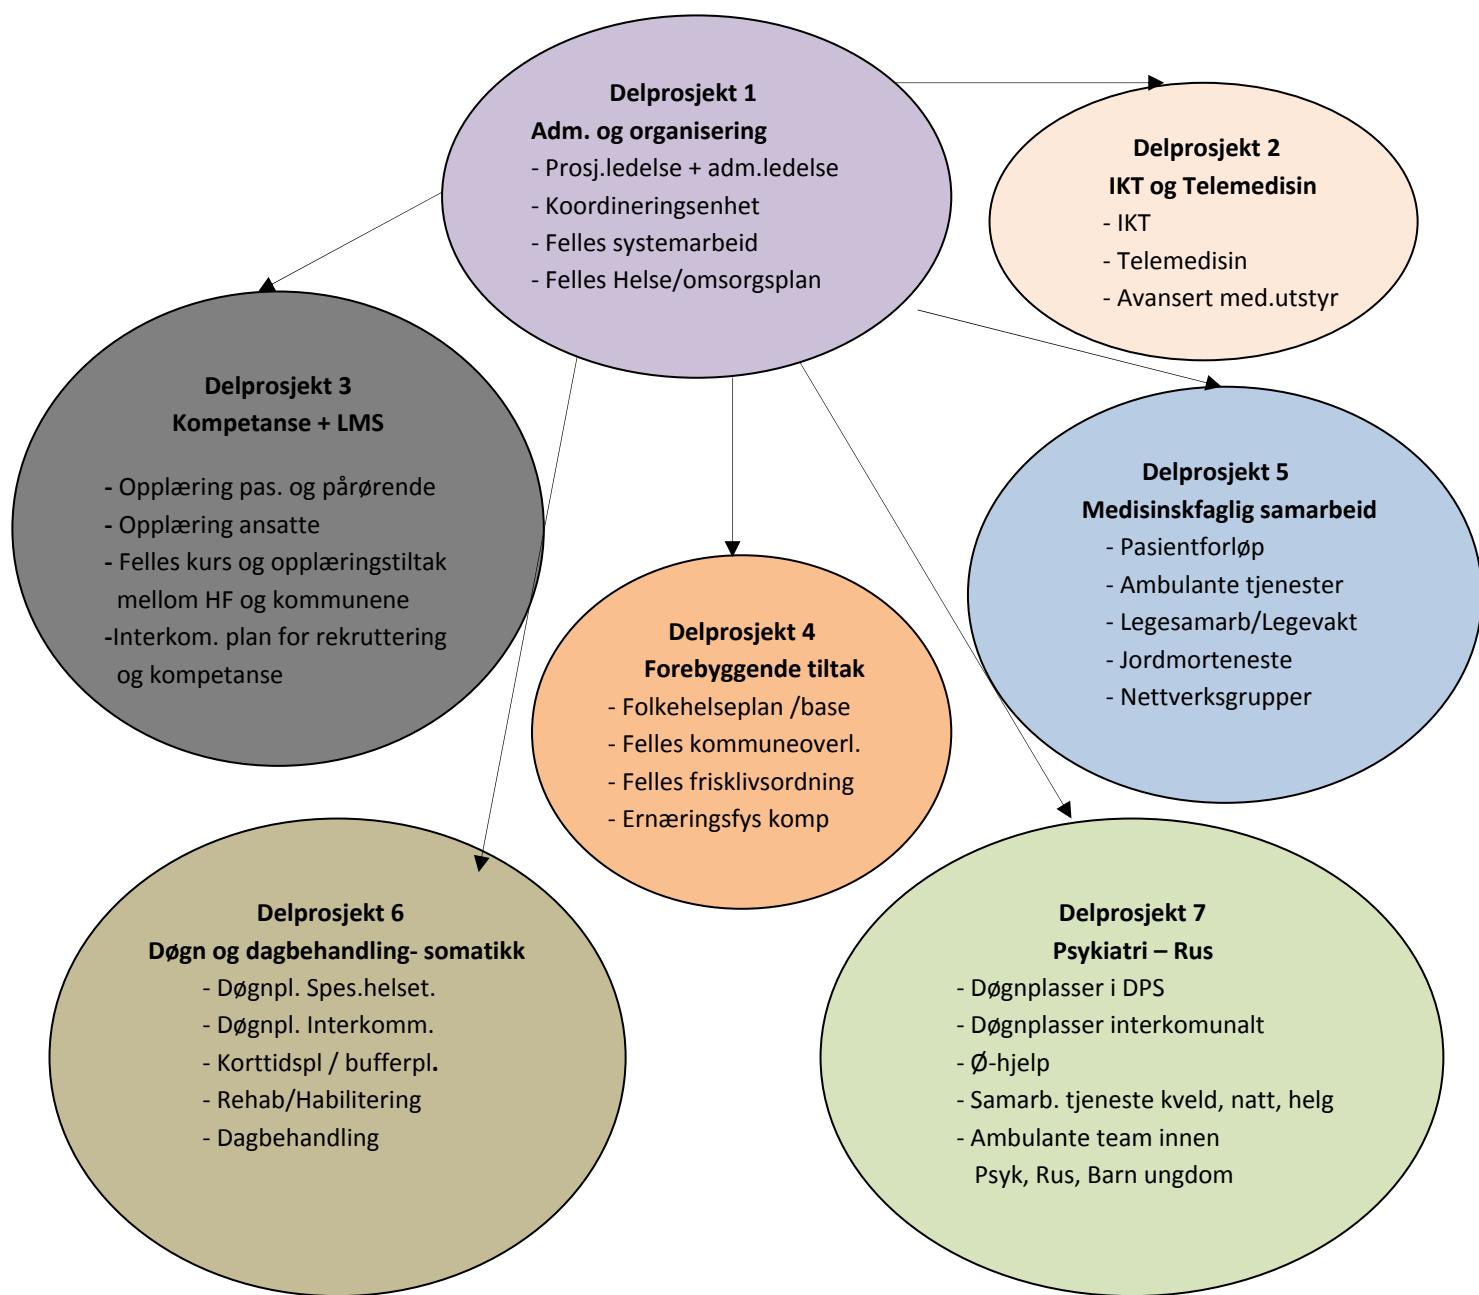 Delprosjekt 1
Adm. og organisering
- Prosj.ledelse + adm.ledelse
- Koordineringsenhet
- Felles systemarbeid
- Felles Helse/omsorgsplan
Delprosjekt 2
IKT og Telemedisin
- IKT
- Telemedisin
- Avansert med.utstyr
Delprosjekt 3
Kompetanse + LMS
- Opplæring pas. og pårørende
- Opplæring ansatte
- Felles kurs og opplæringstiltak
mellom HF og kommunene
-Interkom. plan for rekruttering
og kompetanse
Delprosjekt 4
Forebyggende tiltak
- Folkehelseplan /base
- Felles kommuneoverl.
- Felles frisklivsordning
- Ernæringsfys komp
Delprosjekt 5
Medisinskfaglig samarbeid
- Pasientforløp
- Ambulante tjenester
- Legesamarb/Legevakt
- Jordmorteneste
- Nettverksgrupper
Delprosjekt 6
Døgn og dagbehandling- somatikk
- Døgnpl. Spes.helset.
- Døgnpl. Interkomm.
- Korttidspl / bufferpl.
- Rehab/Habilitering
- Dagbehandling
Delprosjekt 7
Psykiatri – Rus
- Døgnplasser i DPS
- Døgnplasser interkomunalt
- Ø-hjelp
- Samarb. tjeneste kveld, natt, helg
- Ambulante team innen
Psyk, Rus, Barn ungdom